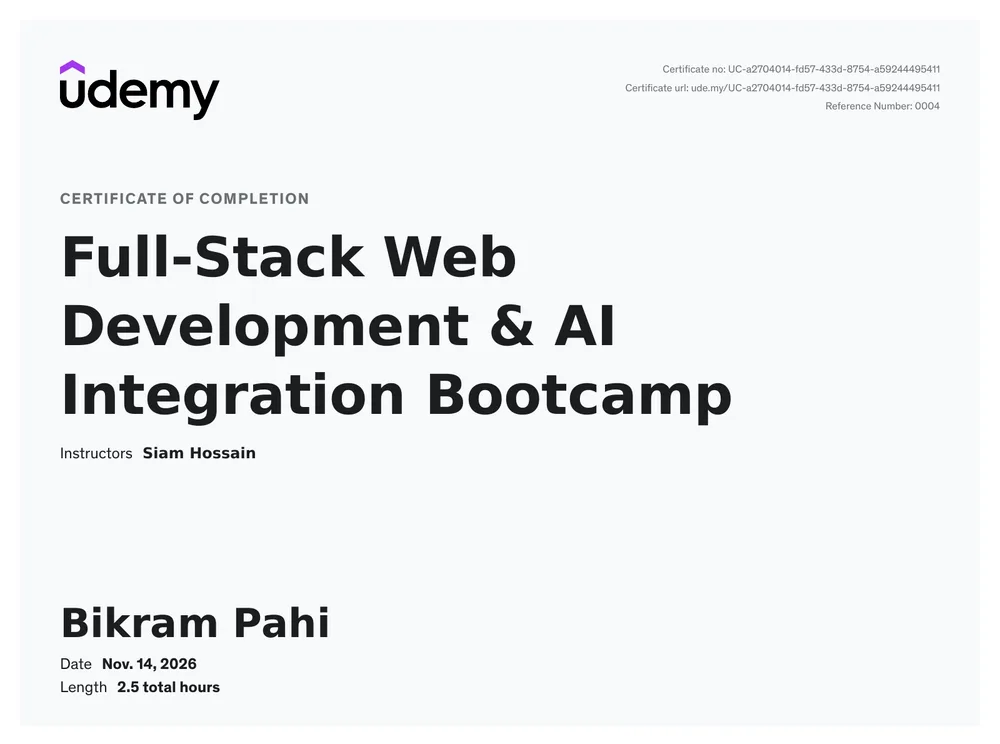 udemy
Certificate no: UC-a2704014-fd57-433d-8754-a59244495411
Certificate url: ude.my/UC-a2704014-fd57-433d-8754-a59244495411
Reference Number: 0004
CERTIFICATE OF COMPLETION
Full-Stack Web
Development & AI
Integration Bootcamp
Instructors Siam Hossain
Bikram Pahi
Date Nov. 14, 2026
Length 2.5 total hours